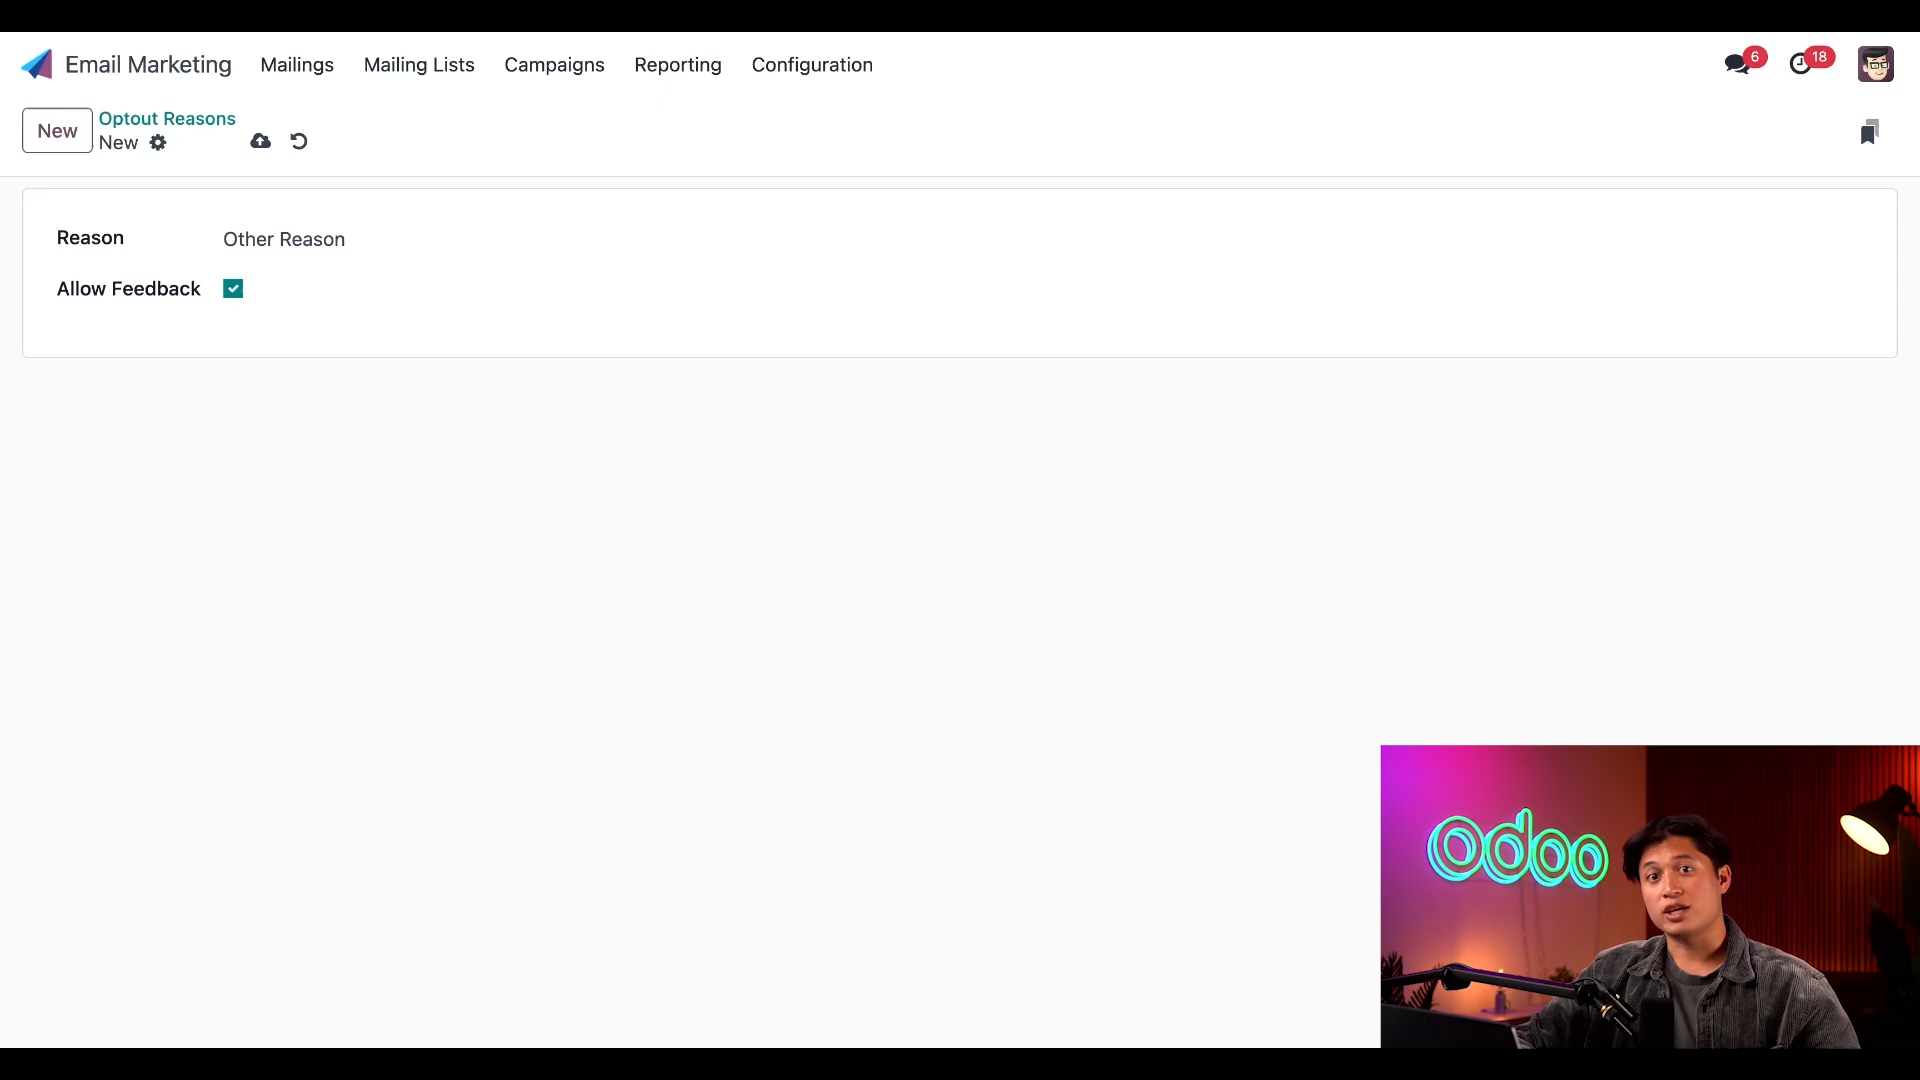 Email Marketing Mailings Mailing Lists Campaigns Reporting Configuration 6 18
New Optout Reasons
New
Reason Other Reason
Allow Feedback
odoo